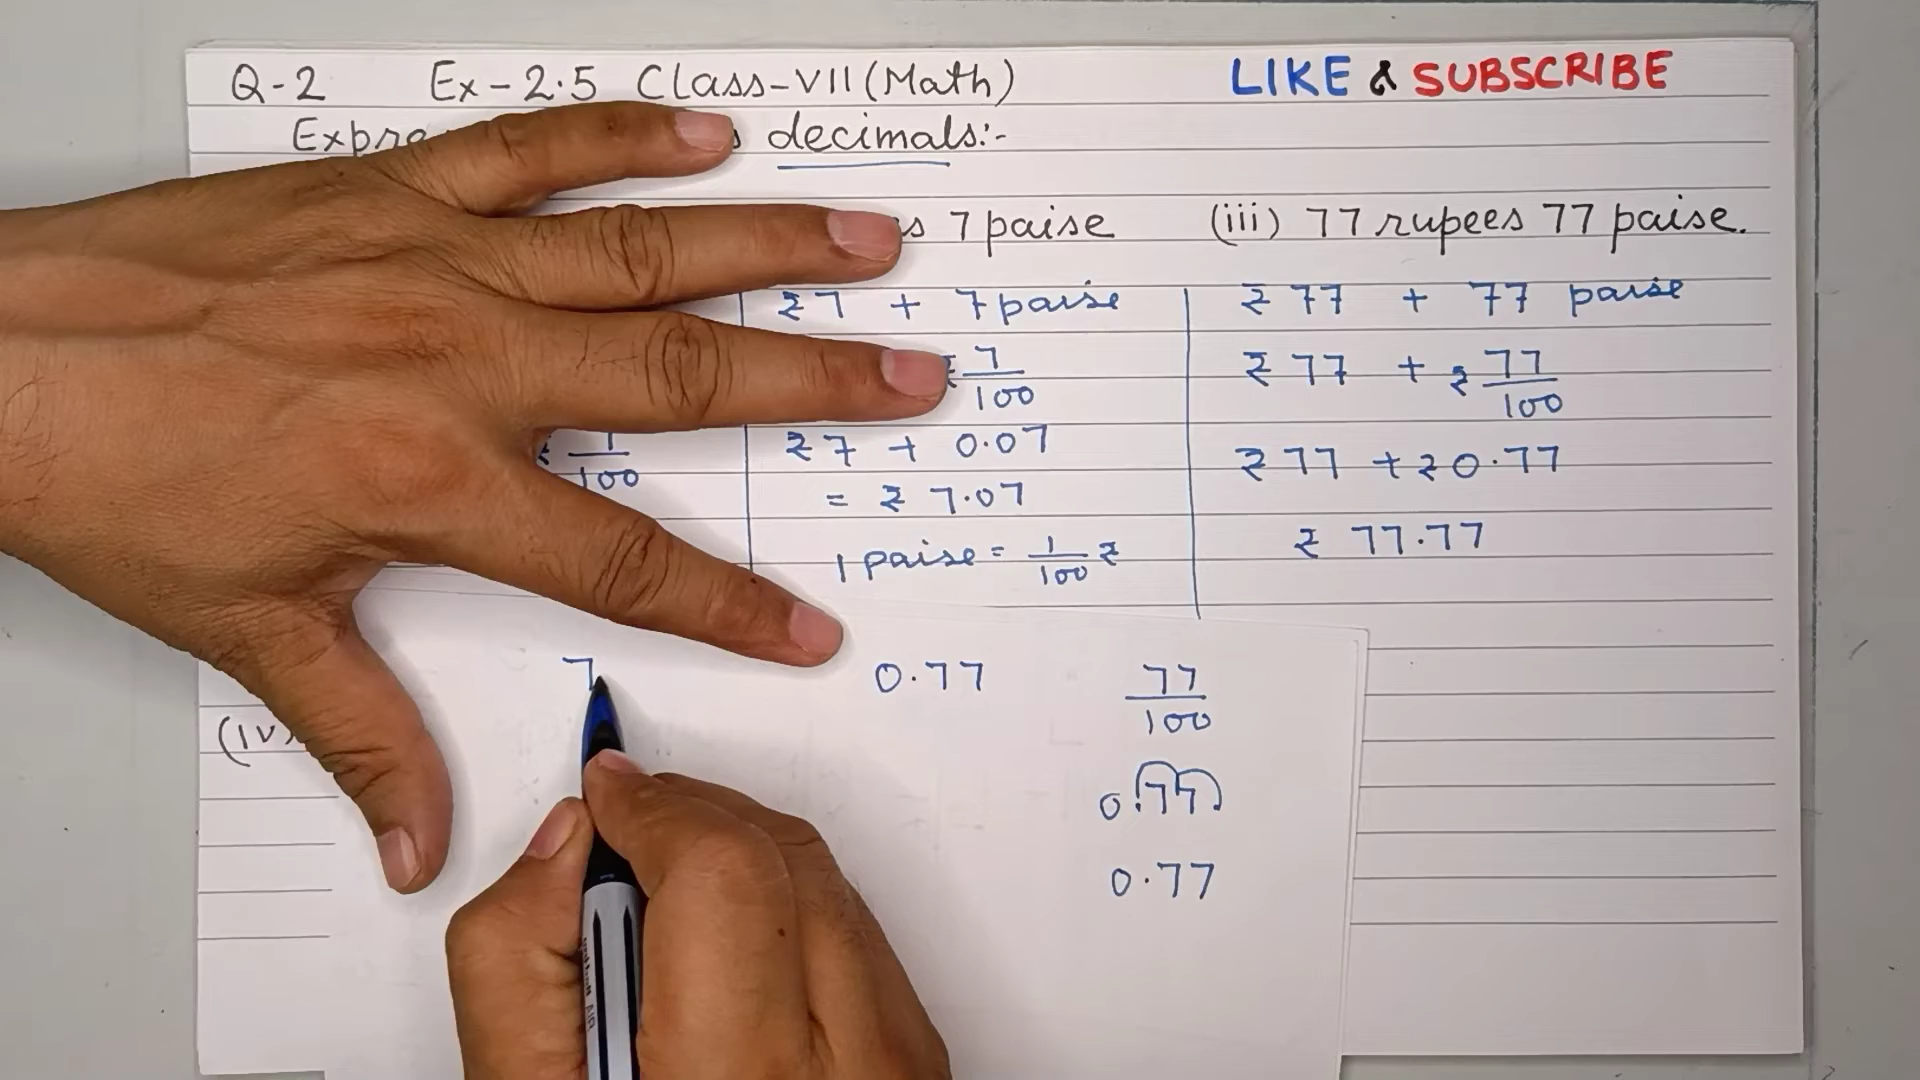 Q-2 Ex-2.5 Class-VII (Math) LIKE & SUBSCRIBE
decimals:-
7 paise (iii) 77 rupees 77 paise.
₹7 + 7 paise ₹77 + 77 paise
₹ 7/100 ₹77 + ₹ 77/100
1/100 ₹7 + 0.07 ₹77 + ₹0.77
= ₹ 7.07 ₹ 77.77
1 paise = 1/100 ₹
7 0.77 77/100
(iv) 0.77
0.77